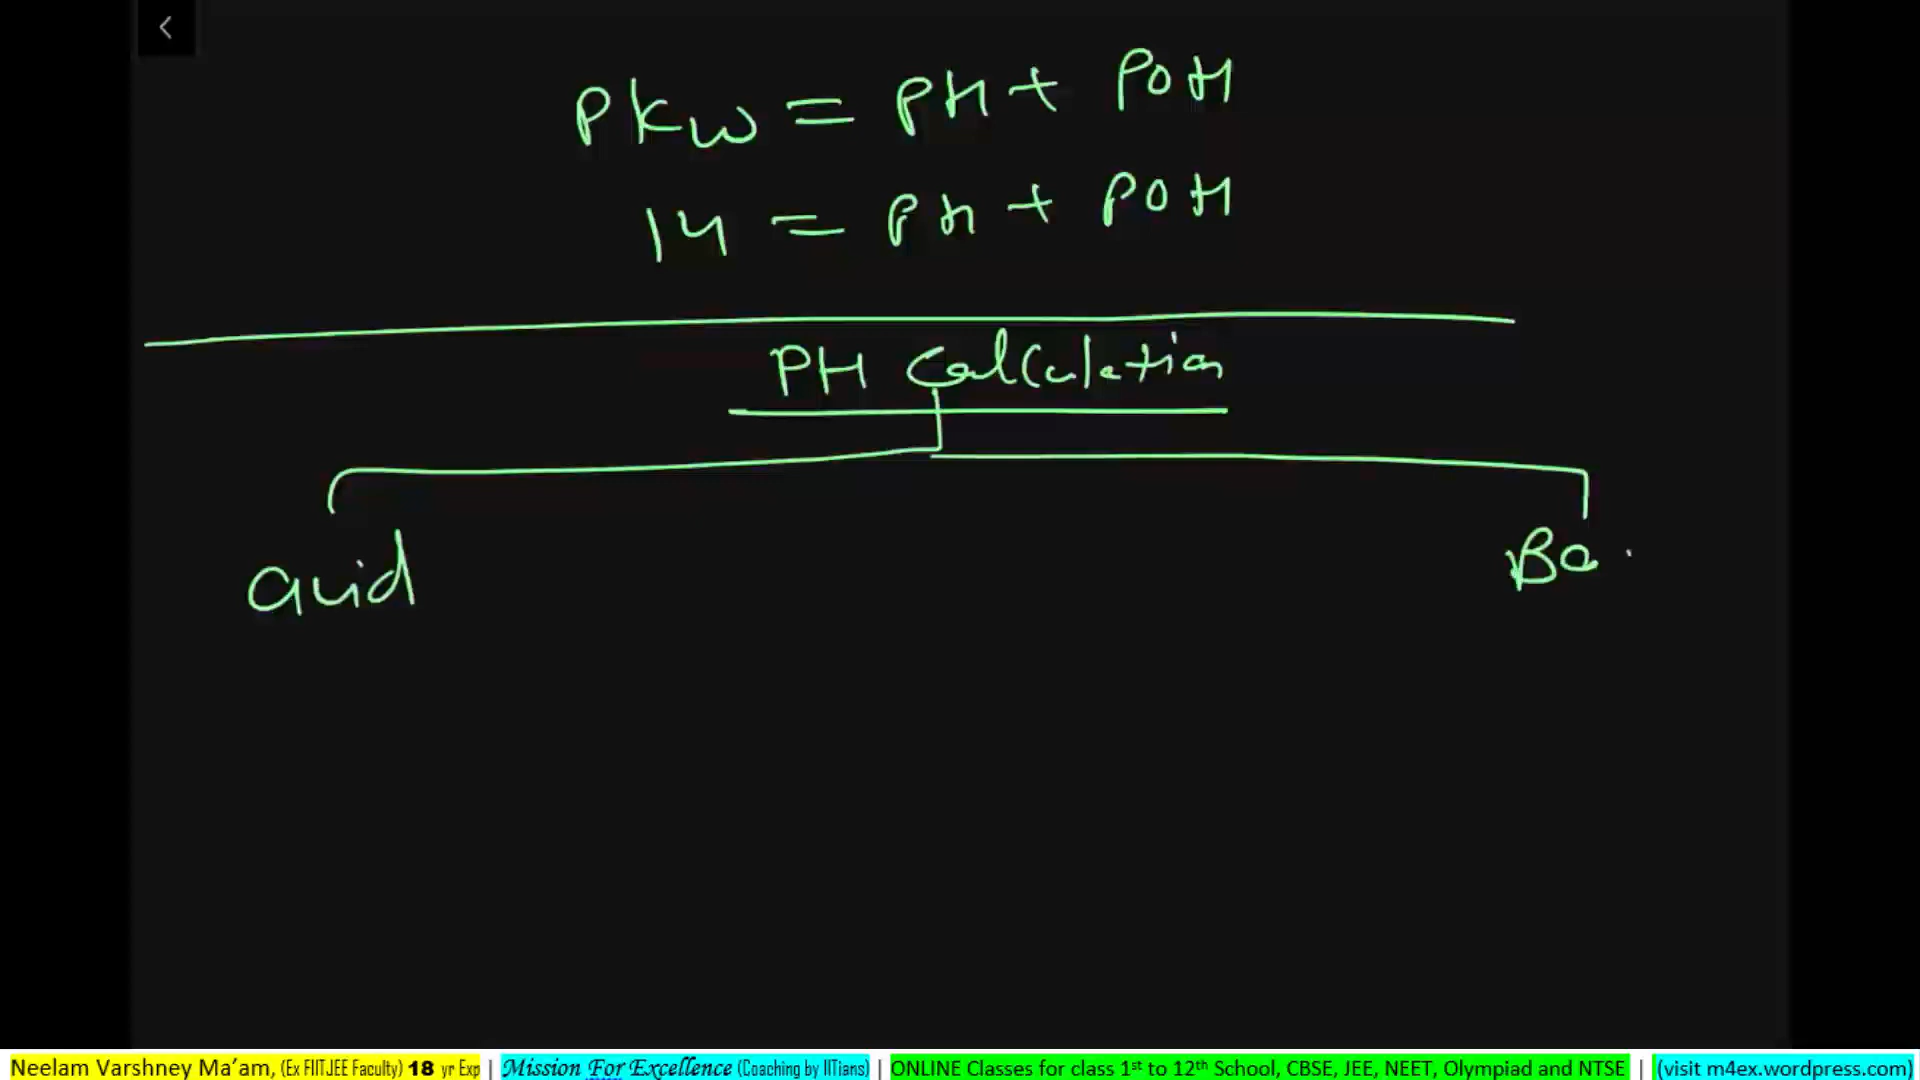 PKw = PH + POH
14 = PH + POH
PH Calculation
acid
Ba
Neelam Varshney Ma’am, (Ex FIITJEE Faculty) 18 yr Exp | Mission For Excellence (Coaching by IITians) | ONLINE Classes for class 1st to 12th School, CBSE, JEE, NEET, Olympiad and NTSE | (visit m4ex.wordpress.com)